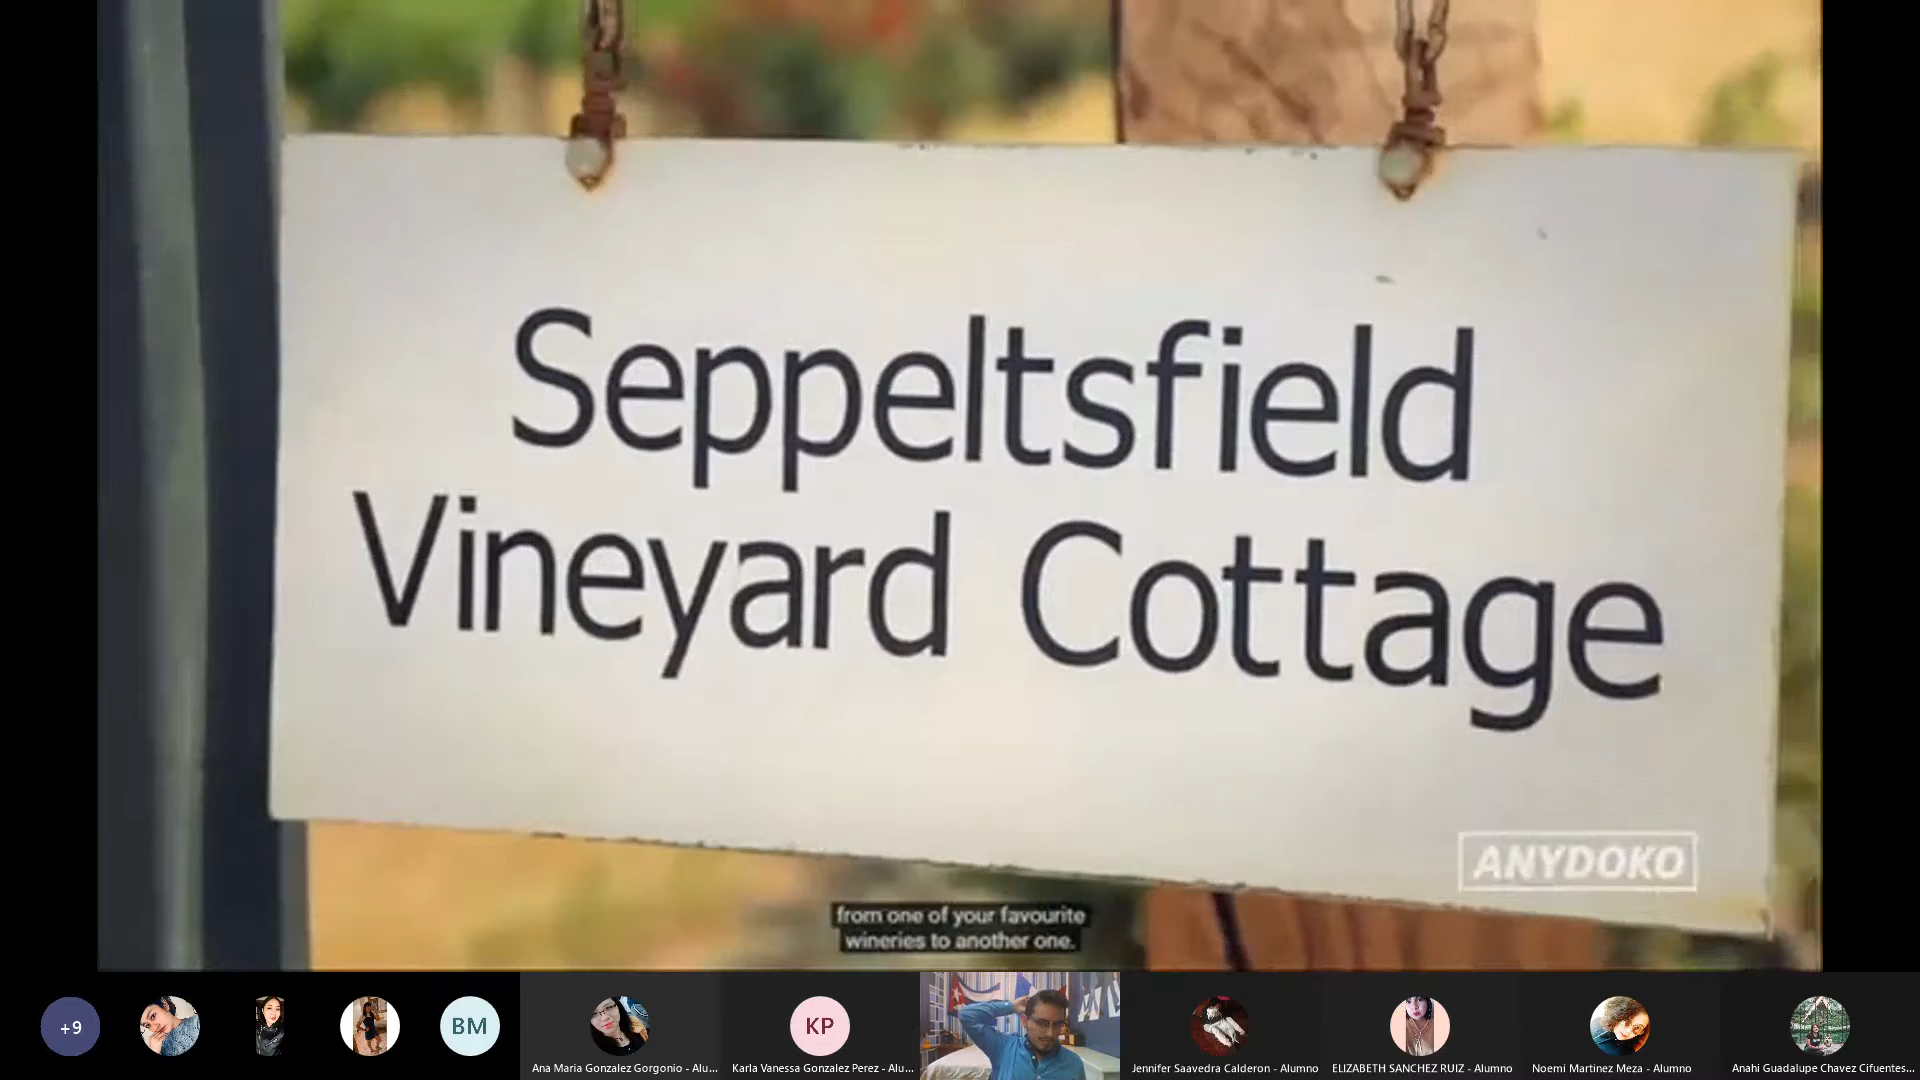 Seppeltsfield
Vineyard Cottage
ANYDOKO
from one of your favourite
wineries to another one.
+9
BM
Ana Maria Gonzalez Gorgonio - Alu...
KP
Karla Vanessa Gonzalez Perez - Alu...
Jennifer Saavedra Calderon - Alumno
ELIZABETH SANCHEZ RUIZ - Alumno
Noemi Martinez Meza - Alumno
Anahi Guadalupe Chavez Cifuentes...